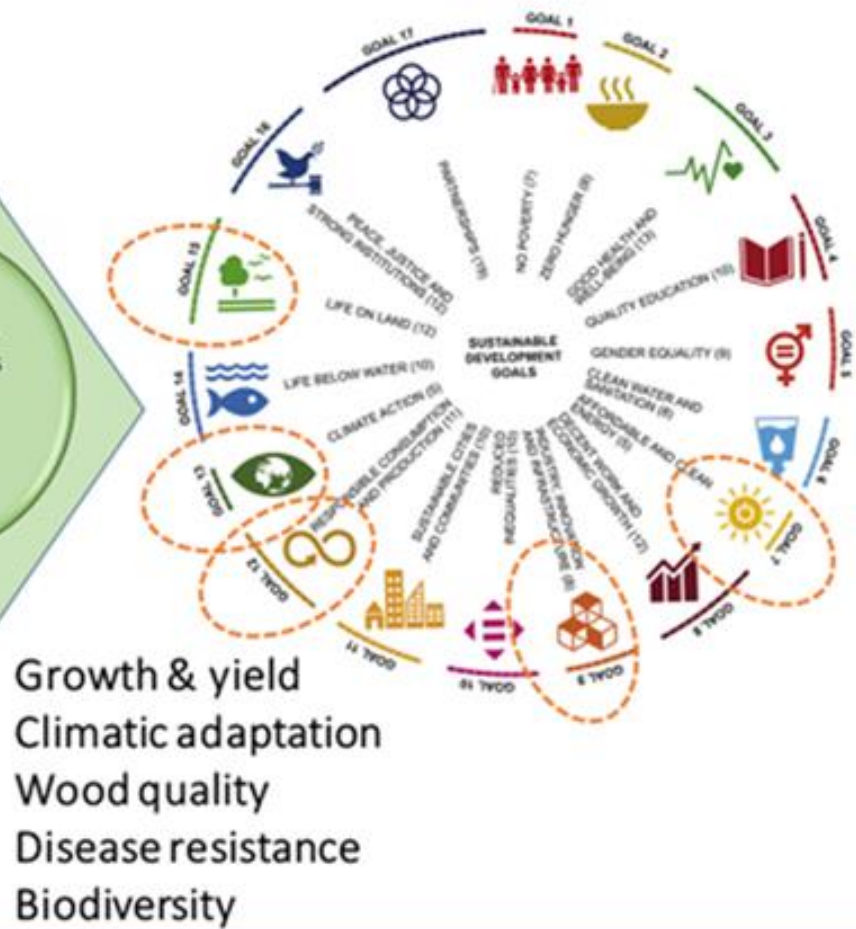 GOAL 1
GOAL 2
GOAL 3
GOAL 4
GOAL 5
GOAL 6
GOAL 7
GOAL 8
GOAL 9
GOAL 10
GOAL 11
GOAL 12
GOAL 13
GOAL 14
GOAL 15
GOAL 16
GOAL 17
SUSTAINABLE
DEVELOPMENT
GOALS
NO POVERTY (7)
ZERO HUNGER (8)
GOOD HEALTH AND
WELL-BEING (13)
QUALITY EDUCATION (10)
GENDER EQUALITY (9)
CLEAN WATER AND
SANITATION (8)
AFFORDABLE AND CLEAN
ENERGY (5)
DECENT WORK AND
ECONOMIC GROWTH (12)
INDUSTRY, INNOVATION
AND INFRASTRUCTURE (8)
REDUCED
INEQUALITIES (10)
SUSTAINABLE CITIES
AND COMMUNITIES (10)
RESPONSIBLE CONSUMPTION
AND PRODUCTION (11)
CLIMATE ACTION (5)
LIFE BELOW WATER (10)
LIFE ON LAND (12)
PEACE, JUSTICE AND
STRONG INSTITUTIONS (12)
PARTNERSHIPS (19)
Growth & yield
Climatic adaptation
Wood quality
Disease resistance
Biodiversity